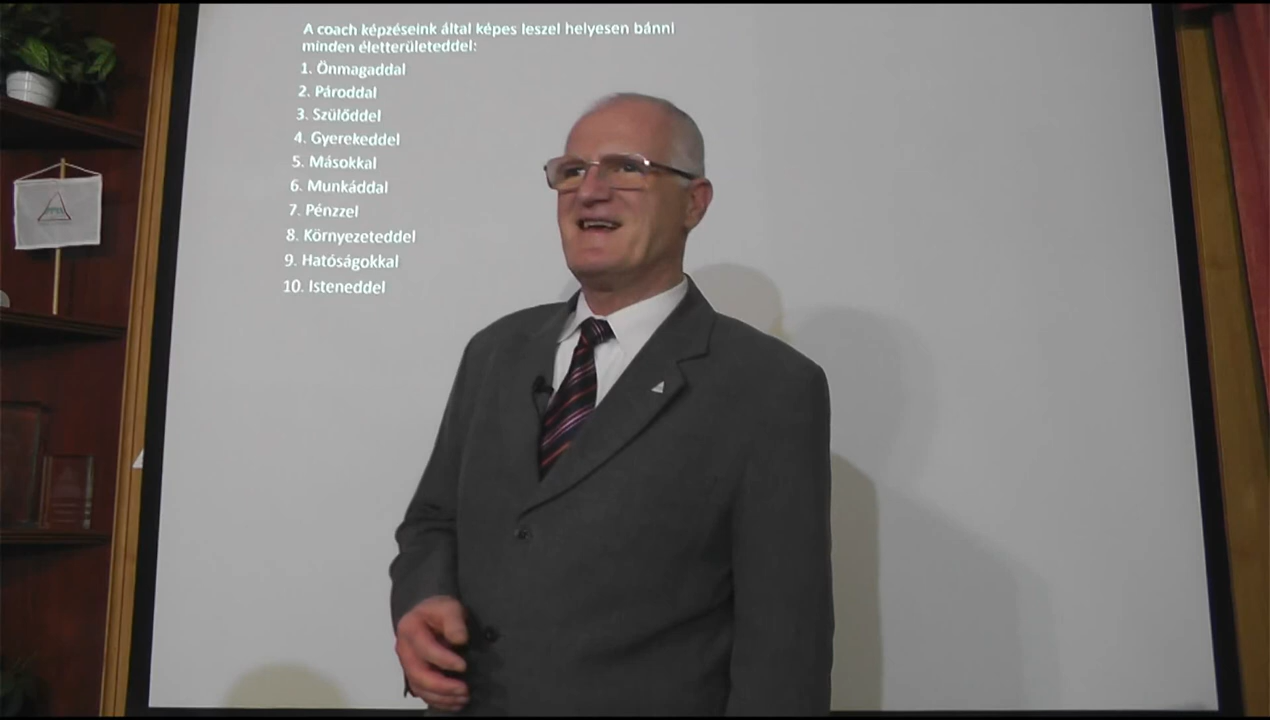 A coach képzéseink által képes leszel helyesen bánni
minden életterületeddel:
1. Önmagaddal
2. Pároddal
3. Szülőddel
4. Gyerekeddel
5. Másokkal
6. Munkáddal
7. Pénzzel
8. Környezeteddel
9. Hatóságokkal
10. Isteneddel